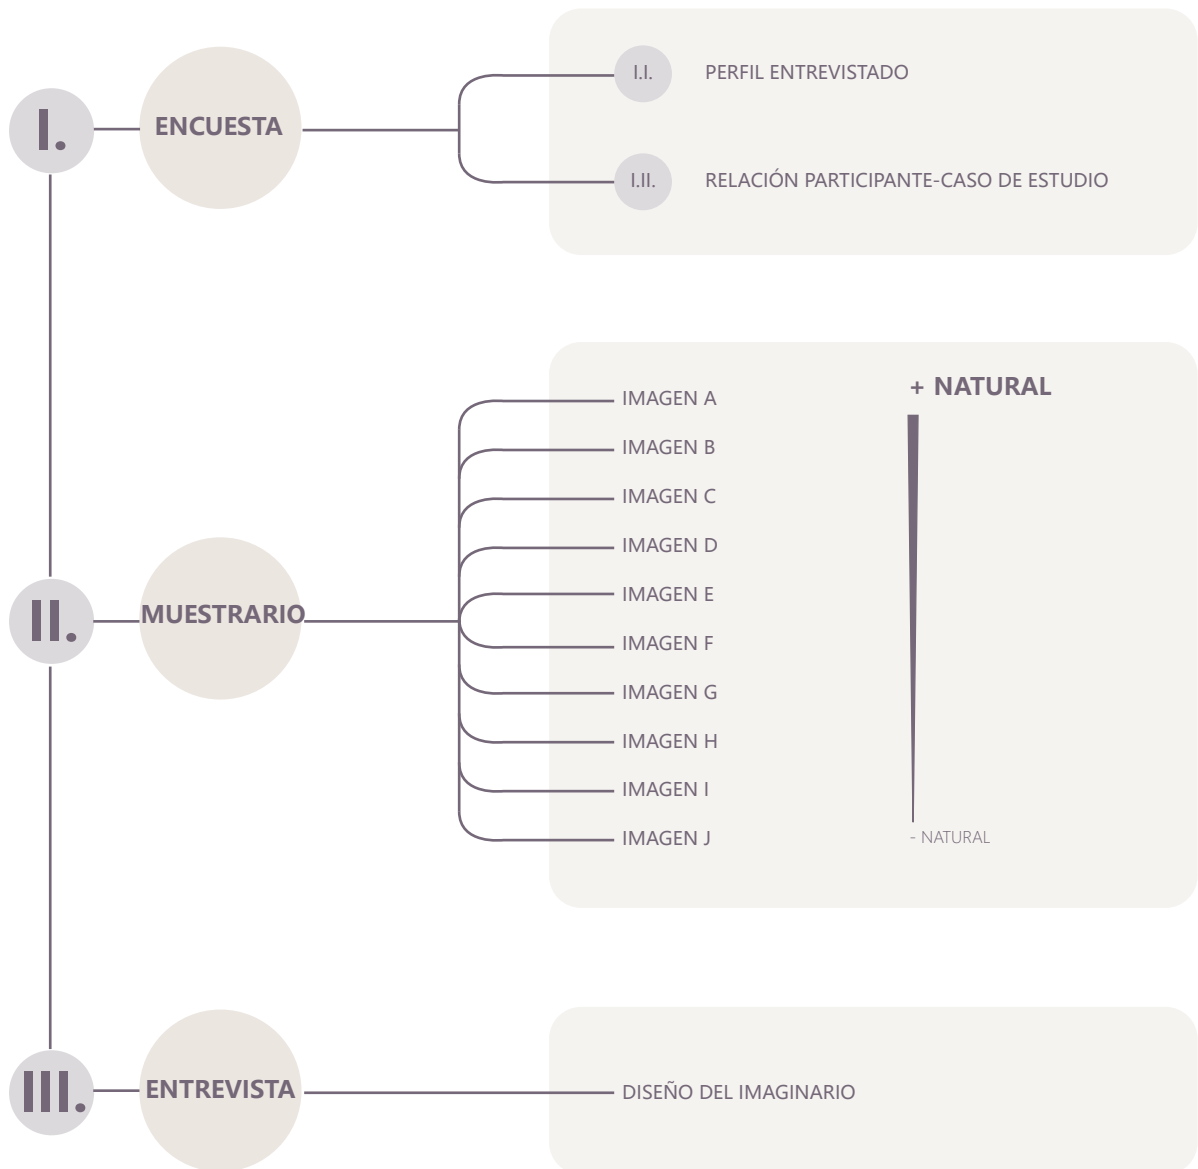 I.
ENCUESTA
I.I.
PERFIL ENTREVISTADO
I.II.
RELACIÓN PARTICIPANTE-CASO DE ESTUDIO
II.
MUESTRARIO
+ NATURAL
IMAGEN A
IMAGEN B
IMAGEN C
IMAGEN D
IMAGEN E
IMAGEN F
IMAGEN G
IMAGEN H
IMAGEN I
IMAGEN J
- NATURAL
III.
ENTREVISTA
DISEÑO DEL IMAGINARIO